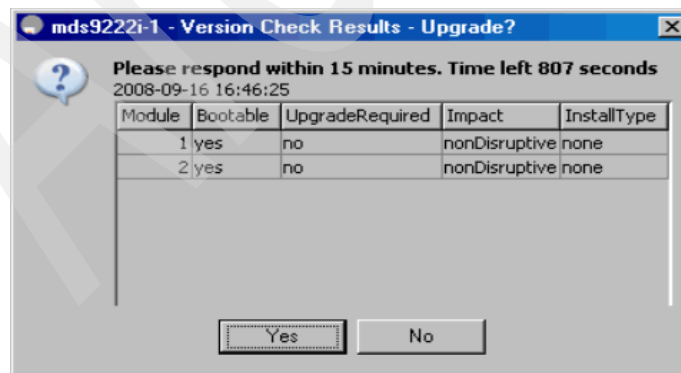 mds9222i-1 - Version Check Results - Upgrade?
Please respond within 15 minutes. Time left 807 seconds
2008-09-16 16:46:25
Module Bootable UpgradeRequired Impact InstallType
1 yes no nonDisruptive none
2 yes no nonDisruptive none
Yes No